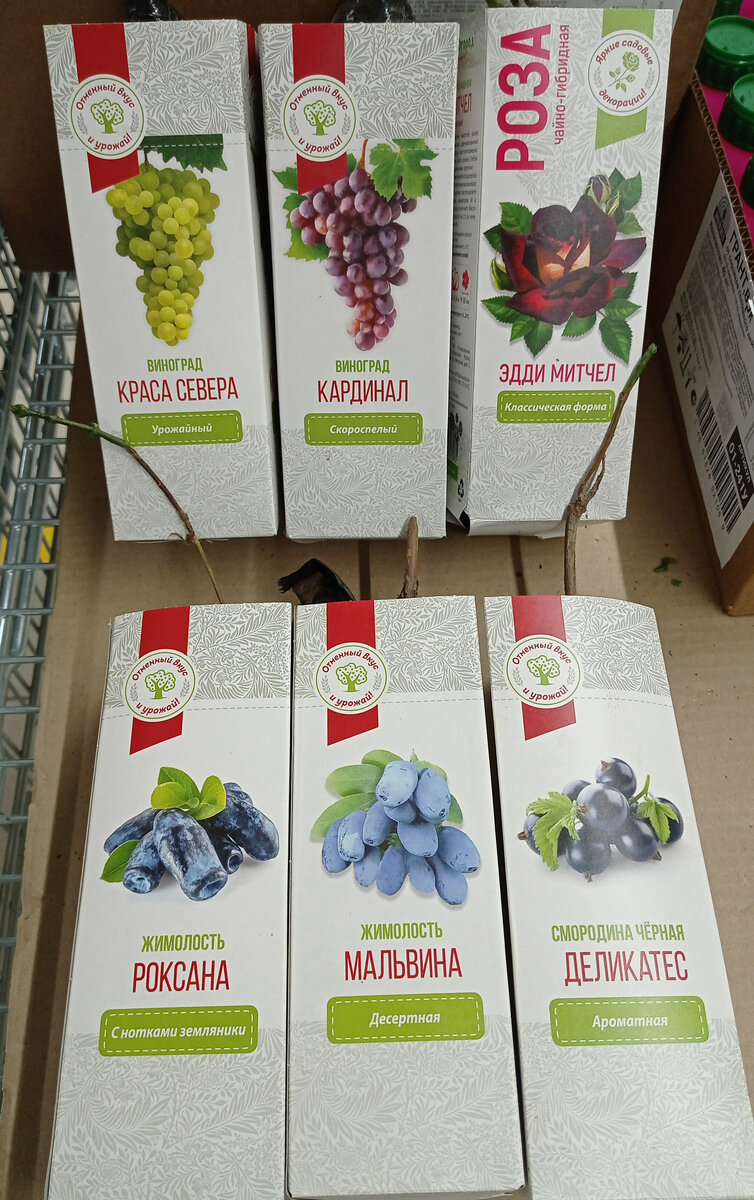 Отменный вкус
и урожай!
ВИНОГРАД
КРАСА СЕВЕРА
Урожайный
Отменный вкус
и урожай!
ВИНОГРАД
КАРДИНАЛ
Скороспелый
РОЗА
чайно-гибридная
Яркие садовые
декорации!
ЭДДИ МИТЧЕЛ
Классическая форма
Отменный вкус
и урожай!
ЖИМОЛОСТЬ
РОКСАНА
С нотками земляники
Отменный вкус
и урожай!
ЖИМОЛОСТЬ
МАЛЬВИНА
Десертная
Отменный вкус
и урожай!
СМОРОДИНА ЧЁРНАЯ
ДЕЛИКАТЕС
Ароматная